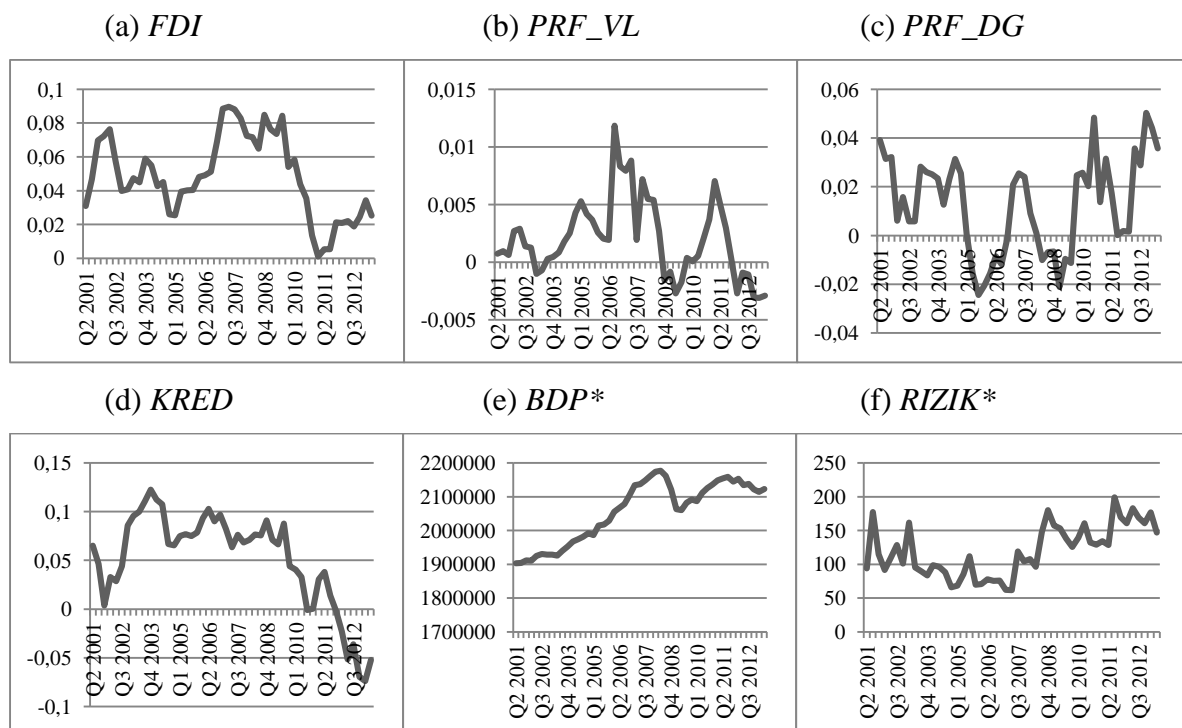 (a) FDI
0,1
0,08
0,06
0,04
0,02
0
Q2 2001
Q3 2002
Q4 2003
Q1 2005
Q2 2006
Q3 2007
Q4 2008
Q1 2010
Q2 2011
Q3 2012
(b) PRF_VL
0,015
0,01
0,005
0
-0,005
Q2 2001
Q3 2002
Q4 2003
Q1 2005
Q2 2006
Q3 2007
Q4 2008
Q1 2010
Q2 2011
Q3 2012
(c) PRF_DG
0,06
0,04
0,02
0
-0,02
-0,04
Q2 2001
Q3 2002
Q4 2003
Q1 2005
Q2 2006
Q3 2007
Q4 2008
Q1 2010
Q2 2011
Q3 2012
(d) KRED
0,15
0,1
0,05
0
-0,05
-0,1
Q2 2001
Q3 2002
Q4 2003
Q1 2005
Q2 2006
Q3 2007
Q4 2008
Q1 2010
Q2 2011
Q3 2012
(e) BDP*
2200000
2100000
2000000
1900000
1800000
1700000
Q2 2001
Q3 2002
Q4 2003
Q1 2005
Q2 2006
Q3 2007
Q4 2008
Q1 2010
Q2 2011
Q3 2012
(f) RIZIK*
250
200
150
100
50
0
Q2 2001
Q3 2002
Q4 2003
Q1 2005
Q2 2006
Q3 2007
Q4 2008
Q1 2010
Q2 2011
Q3 2012